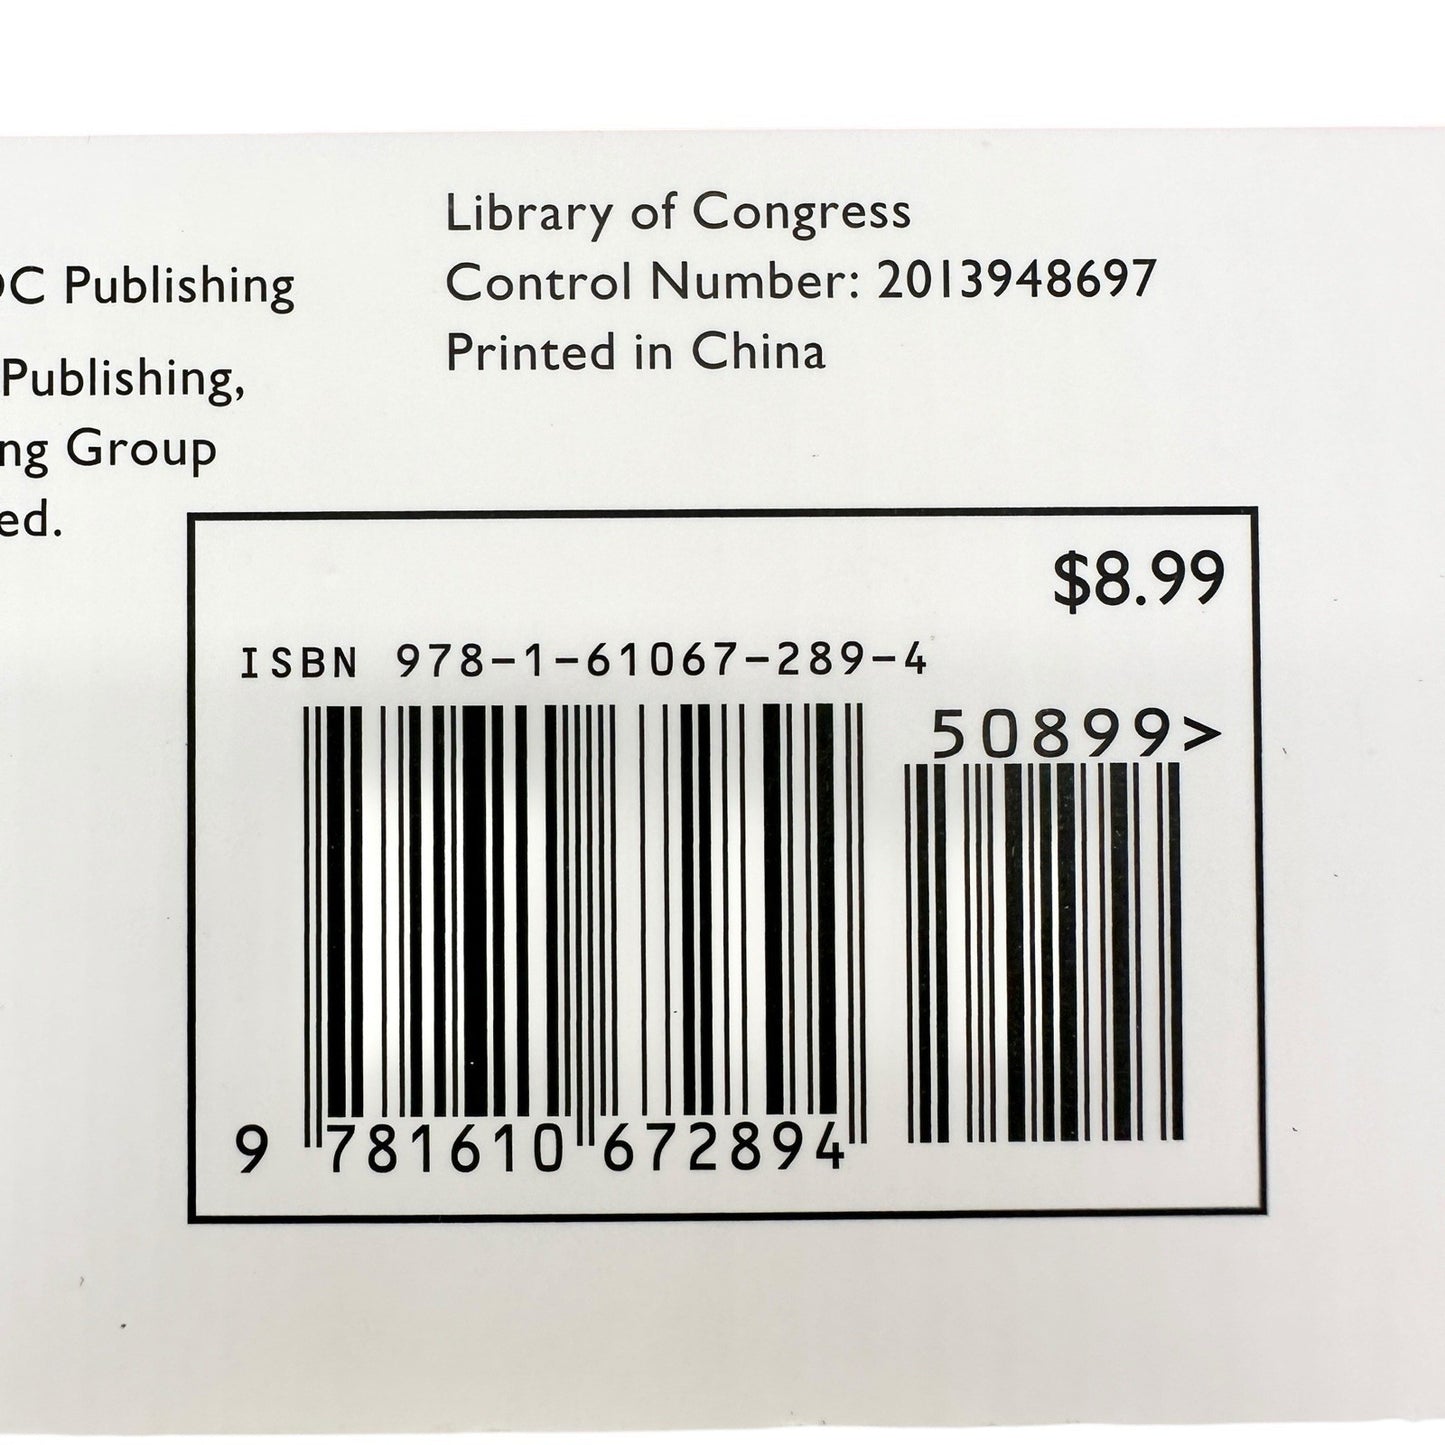 C Publishing
Publishing,
ng Group
ed.
Library of Congress
Control Number: 2013948697
Printed in China
$8.99
ISBN 978-1-61067-289-4
50899>
9 781610 672894